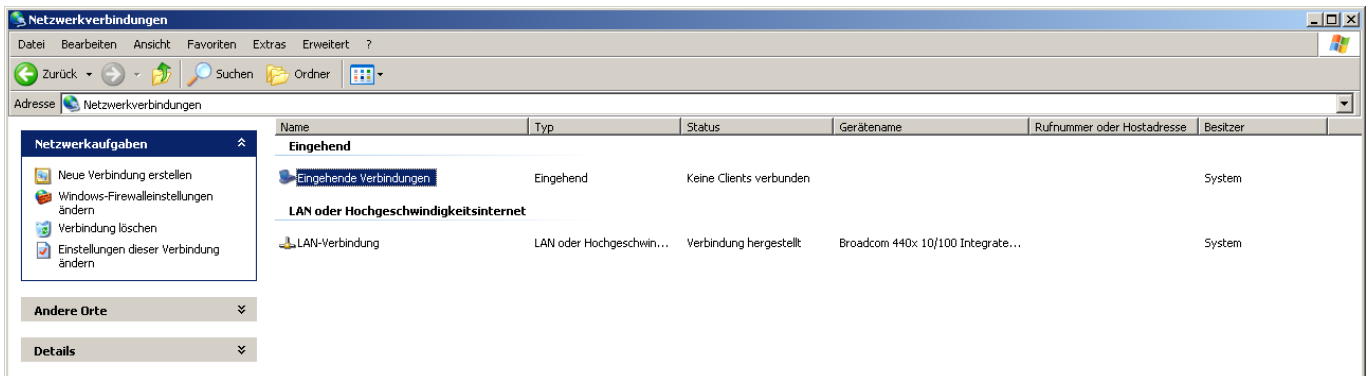 Netzwerkverbindungen
Datei Bearbeiten Ansicht Favoriten Extras Erweitert ?
Zurück Suchen Ordner
Adresse Netzwerkverbindungen
Netzwerkaufgaben
Neue Verbindung erstellen
Windows-Firewalleinstellungen
ändern
Verbindung löschen
Einstellungen dieser Verbindung
ändern
Andere Orte
Details
Name Typ Status Gerätename Rufnummer oder Hostadresse Besitzer
Eingehend
Eingehende Verbindungen Eingehend Keine Clients verbunden System
LAN oder Hochgeschwindigkeitsinternet
LAN-Verbindung LAN oder Hochgeschwin... Verbindung hergestellt Broadcom 440x 10/100 Integrate... System